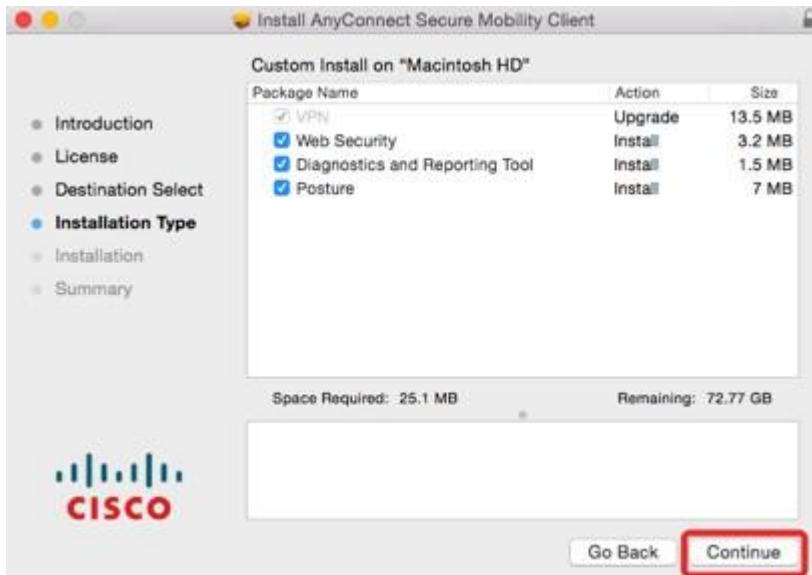 Install AnyConnect Secure Mobility Client
Custom Install on "Macintosh HD"
Package Name Action Size
VPN Upgrade 13.5 MB
Web Security Install 3.2 MB
Diagnostics and Reporting Tool Install 1.5 MB
Posture Install 7 MB
Introduction
License
Destination Select
Installation Type
Installation
Summary
Space Required: 25.1 MB Remaining: 72.77 GB
CISCO
Go Back Continue